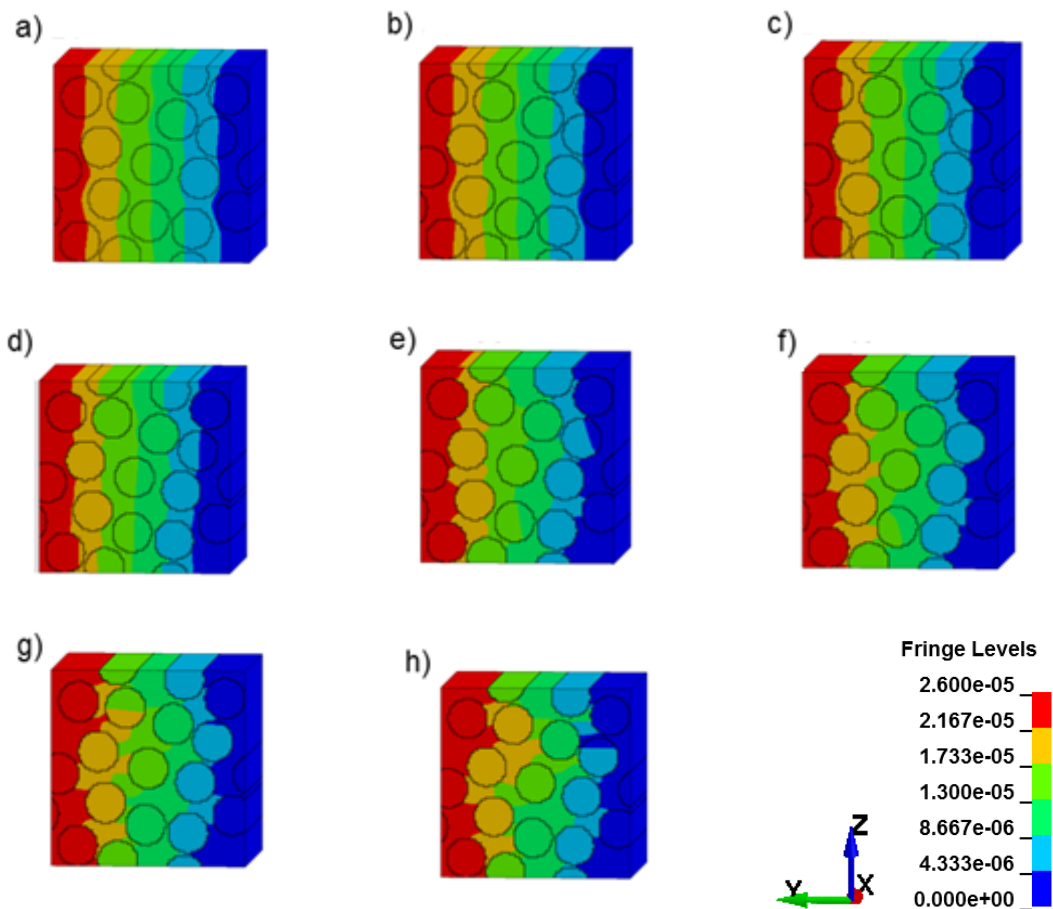 a)
b)
c)
d)
e)
f)
g)
h)
Fringe Levels
2.600e-05
2.167e-05
1.733e-05
1.300e-05
8.667e-06
4.333e-06
0.000e+00
Z
Y
X